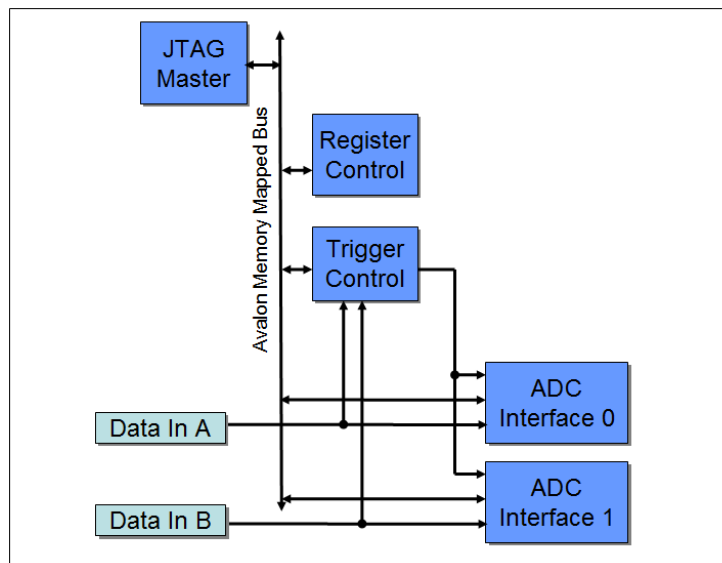 JTAG
Master
Avalon Memory Mapped Bus
Register
Control
Trigger
Control
ADC
Interface 0
Data In A
ADC
Interface 1
Data In B